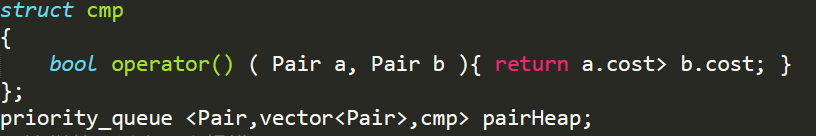 struct cmp
{
    bool operator() ( Pair a, Pair b ){ return a.cost> b.cost; }
};
priority_queue <Pair,vector<Pair>,cmp> pairHeap;